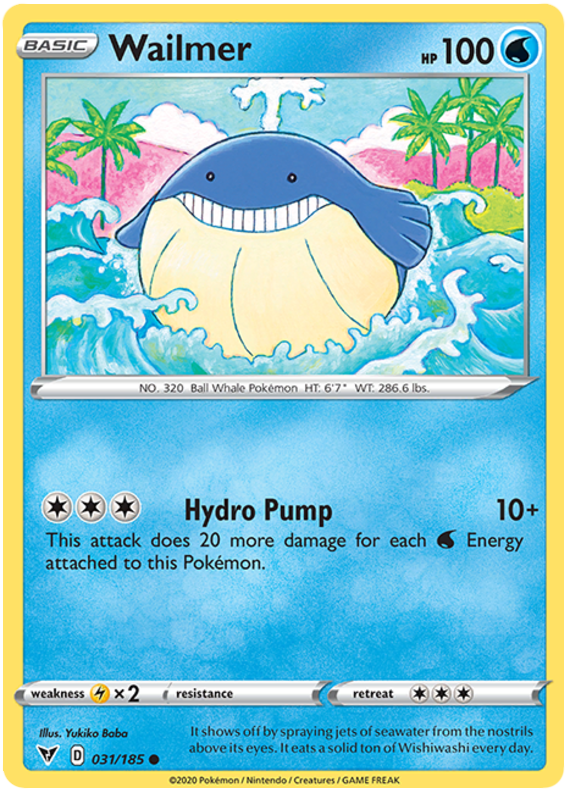 BASIC Wailmer HP 100
NO. 320 Ball Whale Pokémon HT: 6'7" WT: 286.6 lbs.
Hydro Pump 10+
This attack does 20 more damage for each Energy
attached to this Pokémon.
weakness ×2 resistance retreat
Illus. Yukiko Baba
It shows off by spraying jets of seawater from the nostrils
above its eyes. It eats a solid ton of Wishiwashi every day.
D 031/185
©2020 Pokémon / Nintendo / Creatures / GAME FREAK